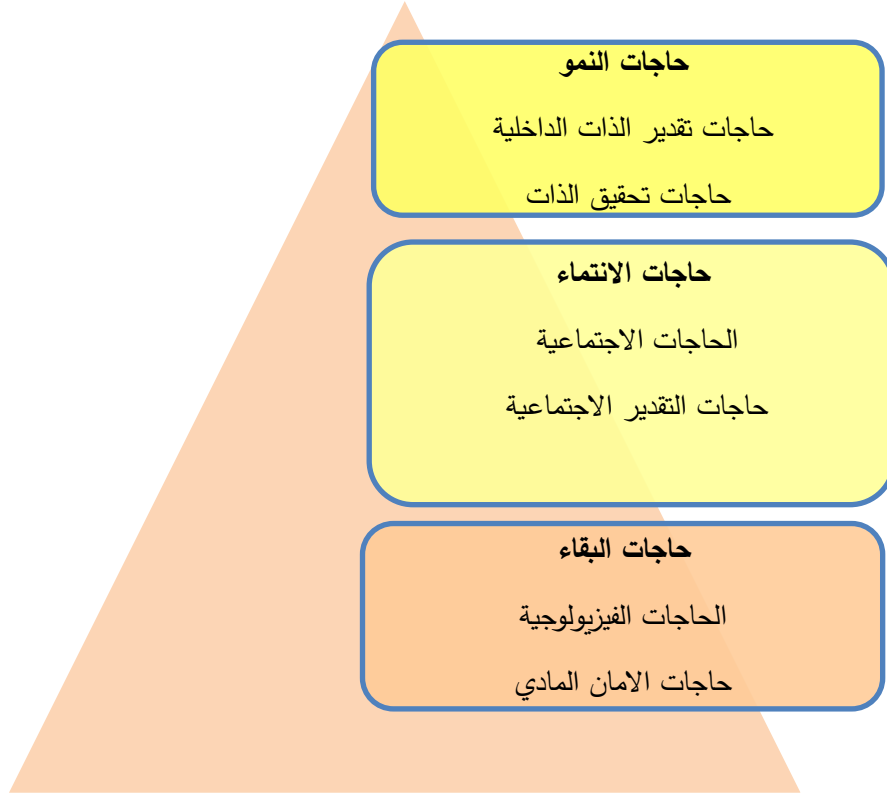 حاجات النمو
حاجات تقدير الذات الداخلية
حاجات تحقيق الذات
حاجات الانتماء
الحاجات الاجتماعية
حاجات التقدير الاجتماعية
حاجات البقاء
الحاجات الفيزيولوجية
حاجات الامان المادي